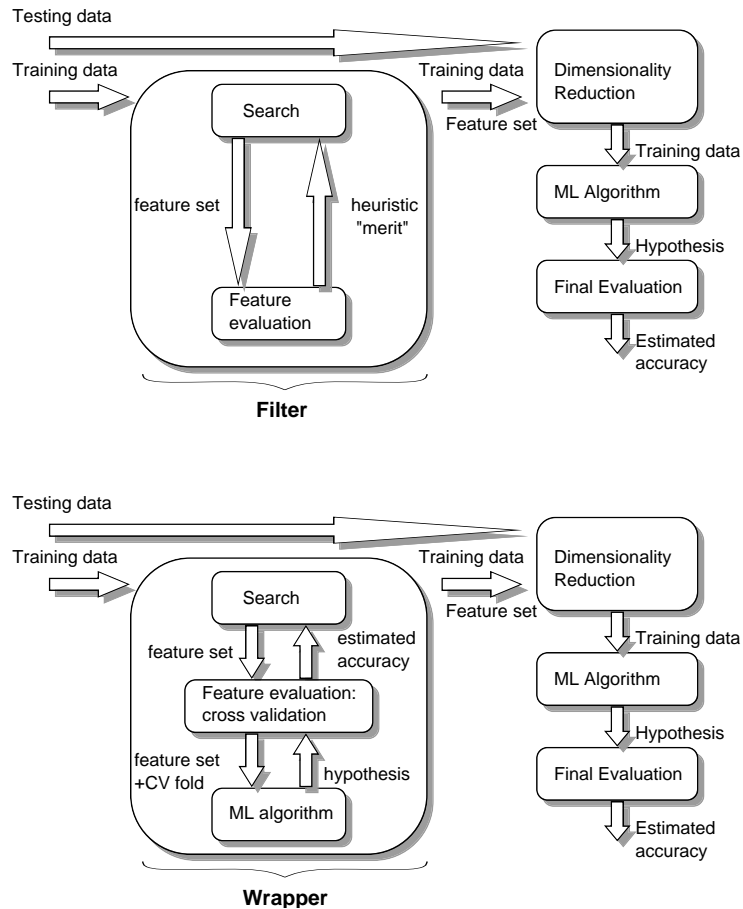 Testing data
Training data
Search
feature set
heuristic
"merit"
Feature
evaluation
Filter
Training data
Feature set
Dimensionality
Reduction
Training data
ML Algorithm
Hypothesis
Final Evaluation
Estimated
accuracy
Testing data
Training data
Search
feature set
estimated
accuracy
Feature evaluation:
cross validation
feature set
+CV fold
hypothesis
ML algorithm
Wrapper
Training data
Feature set
Dimensionality
Reduction
Training data
ML Algorithm
Hypothesis
Final Evaluation
Estimated
accuracy